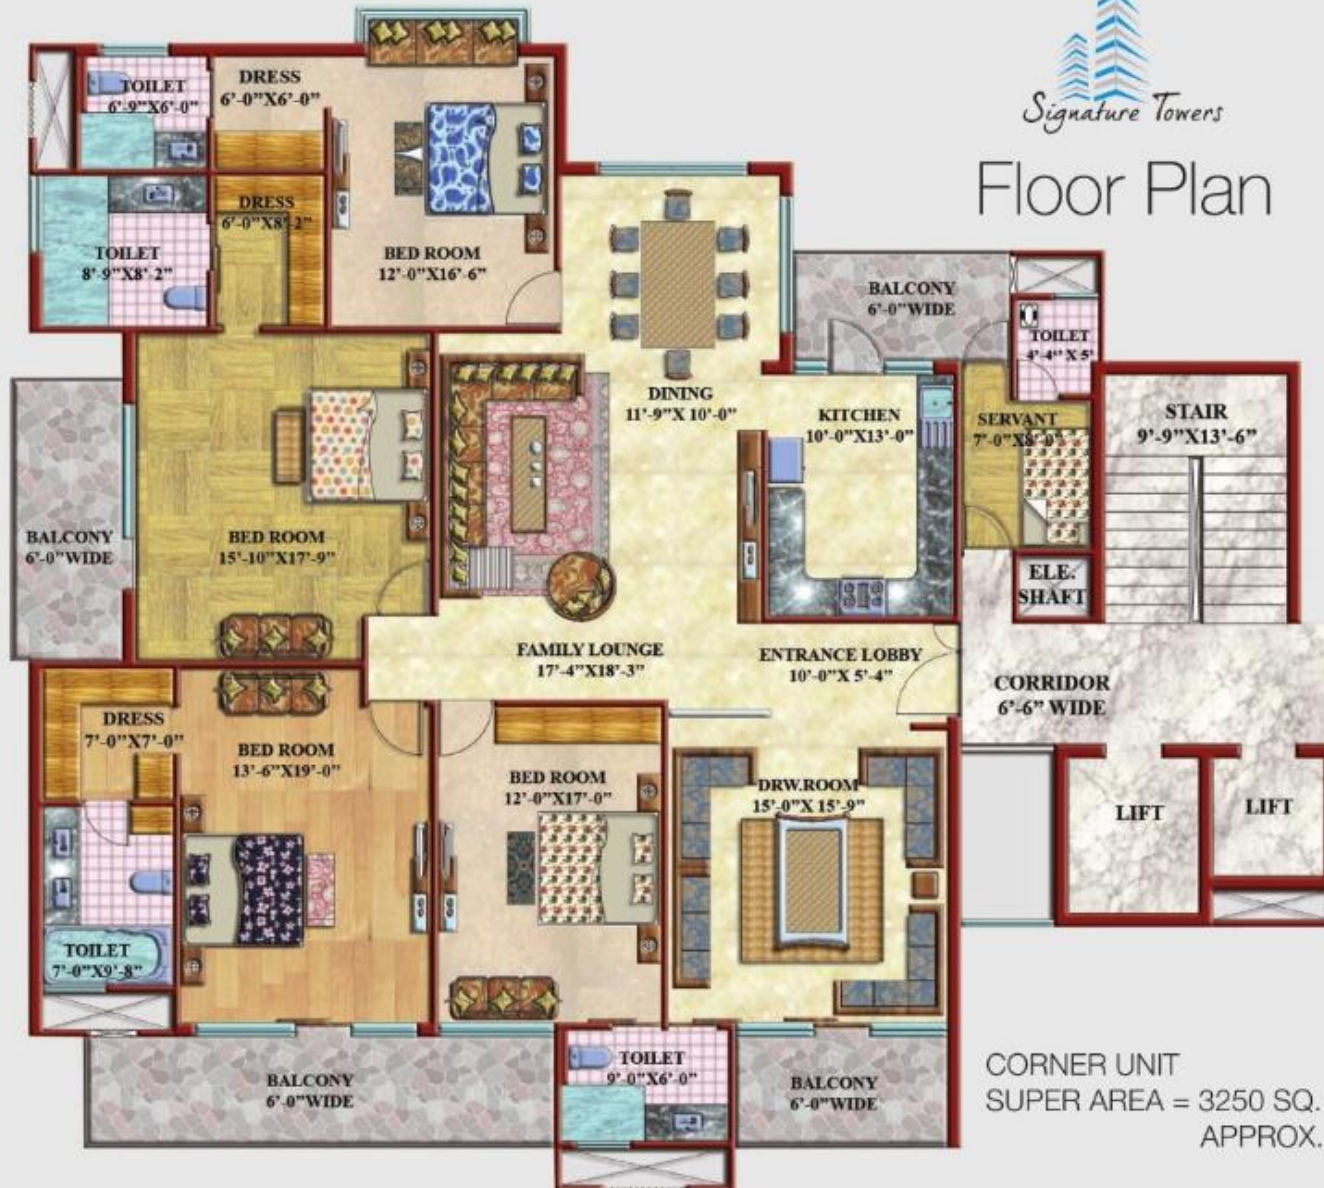 Signature Towers
Floor Plan
TOILET
6'-9"X6'-0"
DRESS
6'-0"X6'-0"
DRESS
6'-0"X8'-2"
TOILET
8'-9"X8'-2"
BED ROOM
12'-0"X16'-6"
BALCONY
6'-0"WIDE
TOILET
4'-4" X 5'
DINING
11'-9"X 10'-0"
KITCHEN
10'-0"X13'-0"
SERVANT
7'-0"X8'-0"
STAIR
9'-9"X13'-6"
BALCONY
6'-0"WIDE
BED ROOM
15'-10"X17'-9"
ELE.
SHAFT
FAMILY LOUNGE
17'-4"X18'-3"
ENTRANCE LOBBY
10'-0"X 5'-4"
CORRIDOR
6'-6" WIDE
DRESS
7'-0"X7'-0"
BED ROOM
13'-6"X19'-0"
BED ROOM
12'-0"X17'-0"
DRW.ROOM
15'-0"X 15'-9"
LIFT
LIFT
TOILET
7'-0"X9'-8"
BALCONY
6'-0"WIDE
TOILET
9'-0"X6'-0"
BALCONY
6'-0"WIDE
CORNER UNIT
SUPER AREA = 3250 SQ.
APPROX.